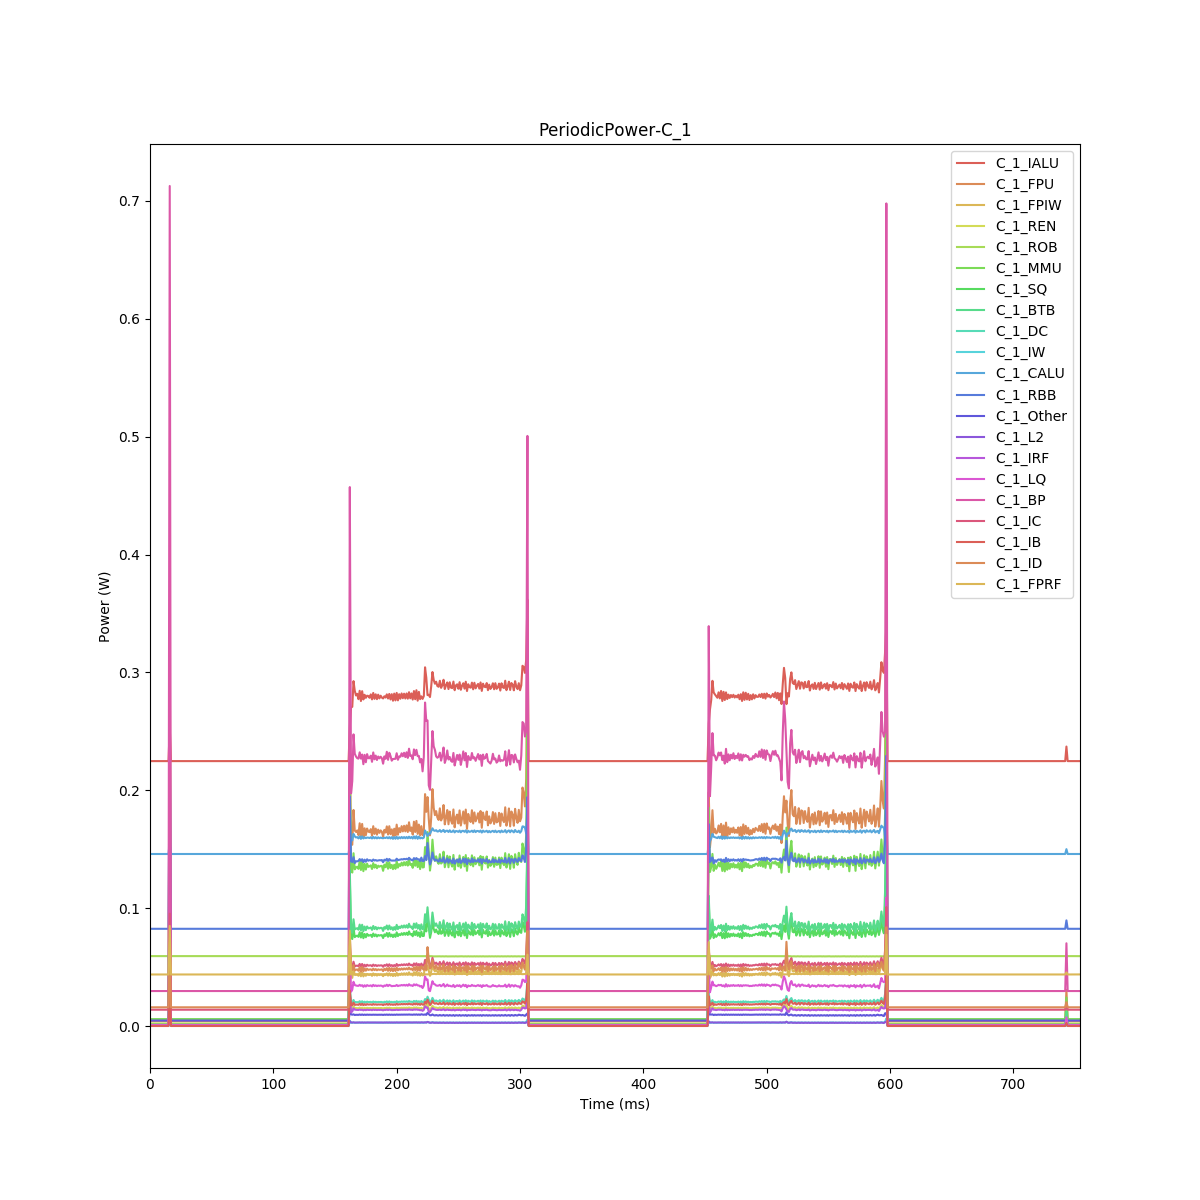 PeriodicPower-C_1
Power (W)
0.7
0.6
0.5
0.4
0.3
0.2
0.1
0.0
0
100
200
300
400
500
600
700
Time (ms)
C_1_IALU
C_1_FPU
C_1_FPIW
C_1_REN
C_1_ROB
C_1_MMU
C_1_SQ
C_1_BTB
C_1_DC
C_1_IW
C_1_CALU
C_1_RBB
C_1_Other
C_1_L2
C_1_IRF
C_1_LQ
C_1_BP
C_1_IC
C_1_IB
C_1_ID
C_1_FPRF